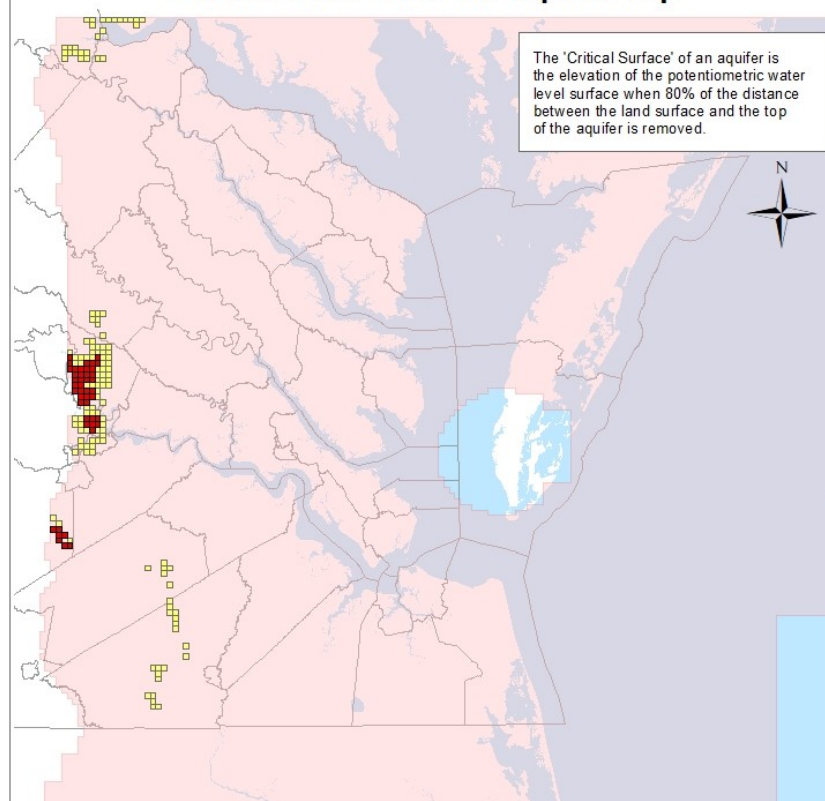 The 'Critical Surface' of an aquifer is
the elevation of the potentiometric water
level surface when 80% of the distance
between the land surface and the top
of the aquifer is removed.
N